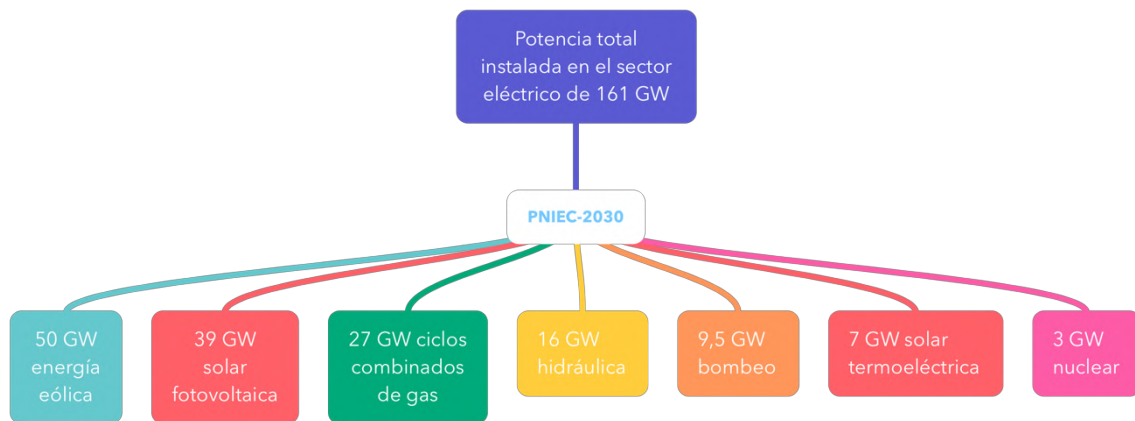 Potencia total
instalada en el sector
eléctrico de 161 GW
PNIEC-2030
50 GW
energía
eólica
39 GW
solar
fotovoltaica
27 GW ciclos
combinados
de gas
16 GW
hidráulica
9,5 GW
bombeo
7 GW solar
termoeléctrica
3 GW
nuclear